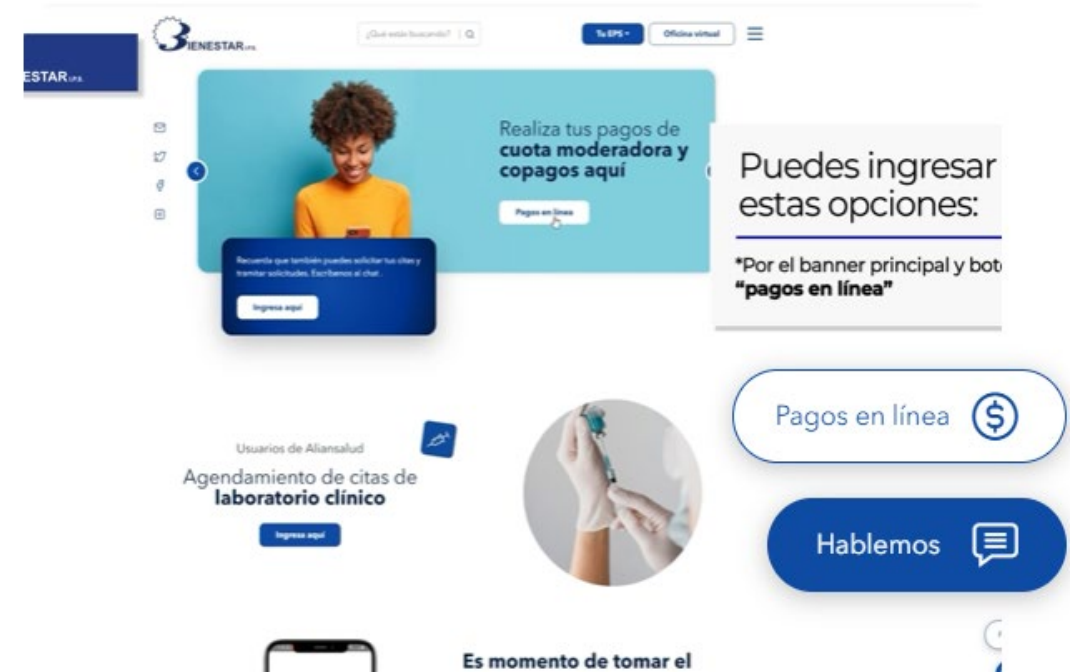 ESTAR I.P.S.
BIENESTAR I.P.S.
¿Qué estás buscando?
Tu EPS
Oficina virtual
Realiza tus pagos de
cuota moderadora y
copagos aquí
Pagos en línea
Recuerda que también puedes solicitar tus citas y
tramitar solicitudes. Escríbenos al chat.
Ingresa aquí
Puedes ingresar
estas opciones:
*Por el banner principal y bot
"pagos en línea"
Pagos en línea
Hablemos
Usuarios de Aliansalud
Agendamiento de citas de
laboratorio clínico
Ingresa aquí
Es momento de tomar el